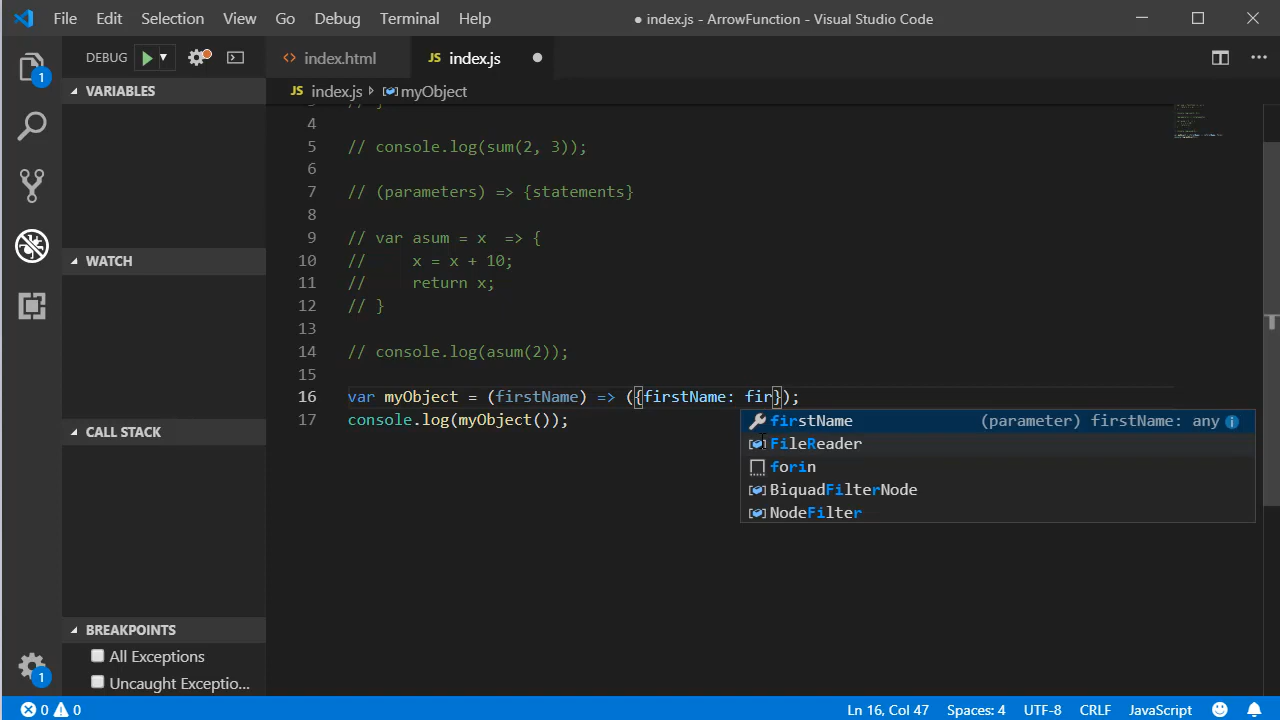 File Edit Selection View Go Debug Terminal Help ● index.js - ArrowFunction - Visual Studio Code
DEBUG
index.html
JS index.js
JS index.js
myObject
1
VARIABLES
WATCH
CALL STACK
BREAKPOINTS
All Exceptions
Uncaught Exceptio...
1
// }
4
5 // console.log(sum(2, 3));
6
7 // (parameters) => {statements}
8
9 // var asum = x  => {
10 //     x = x + 10;
11 //     return x;
12 // }
13
14 // console.log(asum(2));
15
16 var myObject = (firstName) => ({firstName: fir});
17 console.log(myObject());
firstName (parameter) firstName: any
FileReader
forin
BiquadFilterNode
NodeFilter
0 0 Ln 16, Col 47 Spaces: 4 UTF-8 CRLF JavaScript